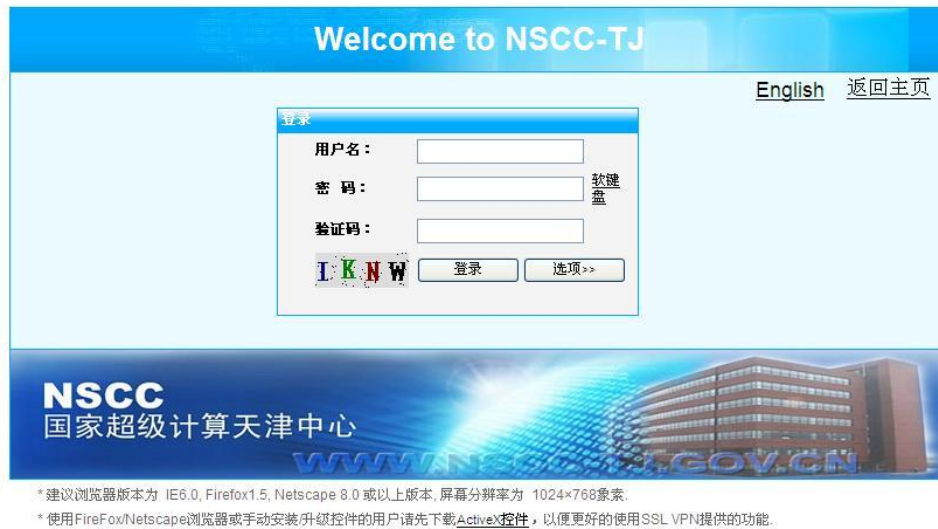 Welcome to NSCC-TJ
English 返回主页
登录
用户名：
密 码： 软键盘
验证码：
I K N W 登录 选项>>
NSCC
国家超级计算天津中心
WWW.NSCC-TJ.GOV.CN
*建议浏览器版本为 IE6.0, Firefox1.5, Netscape 8.0 或以上版本, 屏幕分辨率为 1024×768象素.
*使用FireFox/Netscape浏览器或手动安装/升级控件的用户请先下载ActiveX控件，以便更好的使用SSL VPN提供的功能.